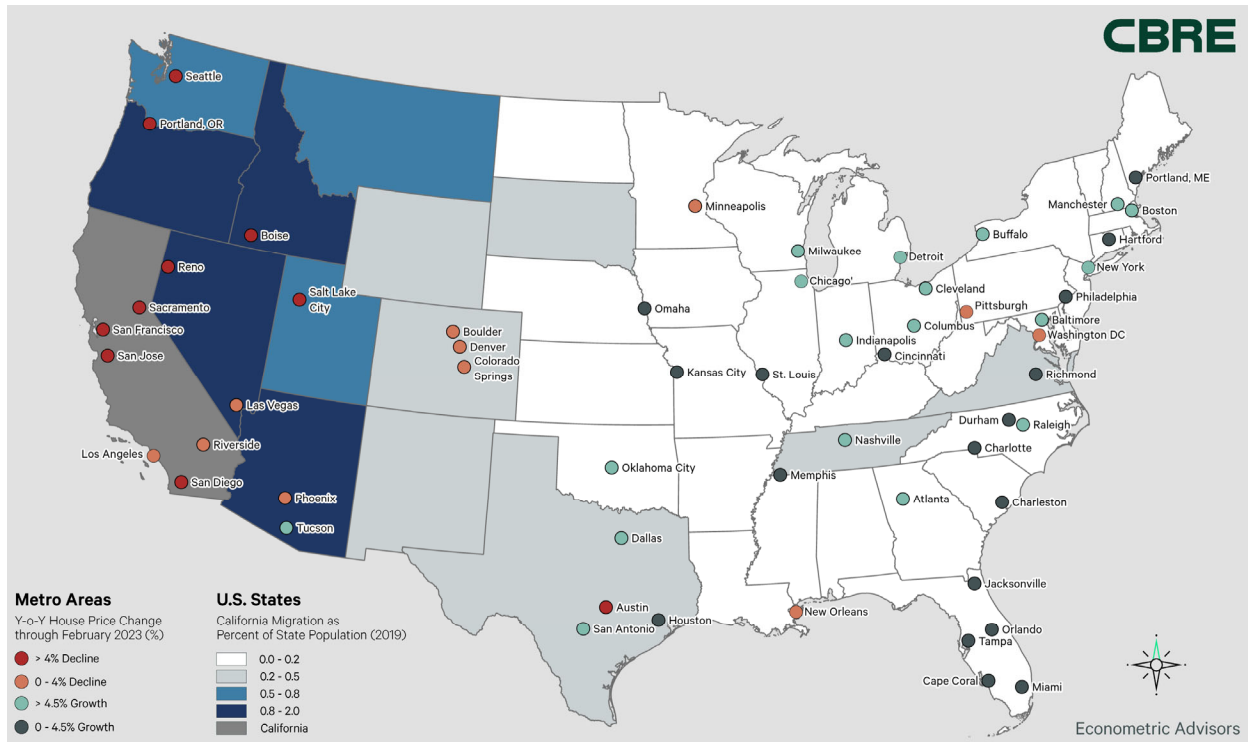 CBRE
Seattle
Portland, OR
Boise
Reno
Sacramento
San Francisco
San Jose
Salt Lake
City
Boulder
Denver
Colorado
Springs
Las Vegas
Riverside
Los Angeles
San Diego
Phoenix
Tucson
Minneapolis
Milwaukee
Chicago'
Detroit
Omaha
Kansas City
St. Louis
Indianapolis
Cleveland
Columbus
Cincinnati
Pittsburgh
Buffalo
Portland, ME
Manchester
Boston
Hartford
New York
Philadelphia
Baltimore
Washington DC
Richmond
Durham
Raleigh
Charlotte
Charleston
Nashville
Memphis
Atlanta
Oklahoma City
Dallas
Austin
San Antonio
Houston
New Orleans
Jacksonville
Orlando
Tampa
Cape Coral
Miami
Metro Areas
Y-o-Y House Price Change
through February 2023 (%)
> 4% Decline
0 - 4% Decline
> 4.5% Growth
0 - 4.5% Growth
U.S. States
California Migration as
Percent of State Population (2019)
0.0 - 0.2
0.2 - 0.5
0.5 - 0.8
0.8 - 2.0
California
Econometric Advisors